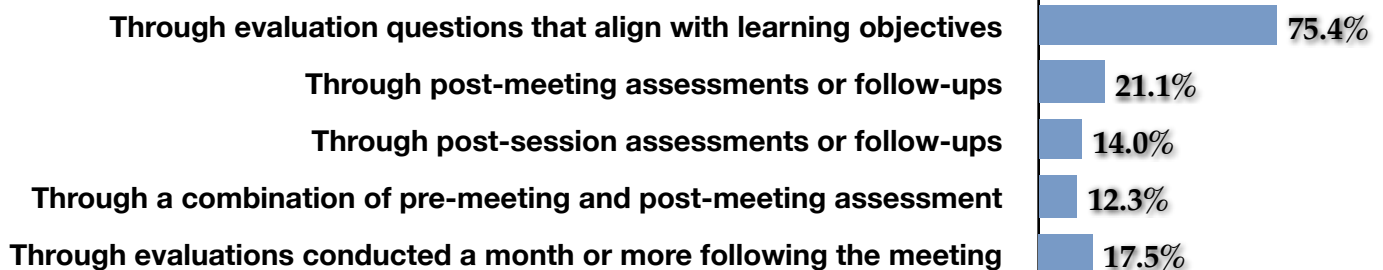 Through evaluation questions that align with learning objectives 75.4%
Through post-meeting assessments or follow-ups 21.1%
Through post-session assessments or follow-ups 14.0%
Through a combination of pre-meeting and post-meeting assessment 12.3%
Through evaluations conducted a month or more following the meeting 17.5%